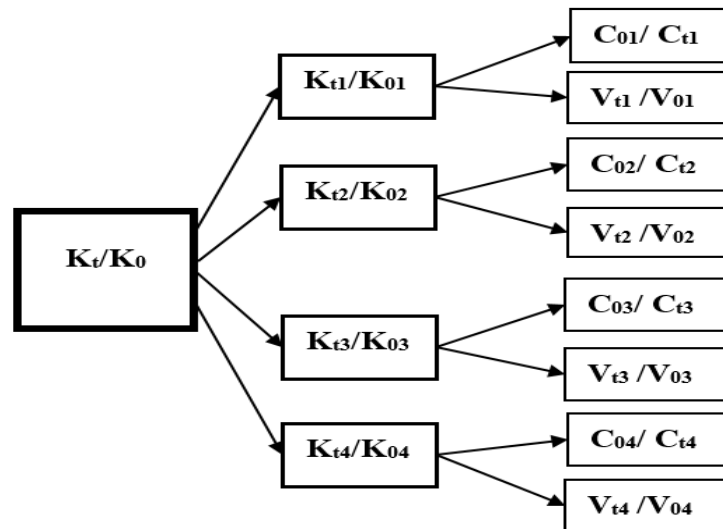 C₀₁/ Cₜ₁
Kₜ₁/K₀₁
Vₜ₁ /V₀₁
C₀₂/ Cₜ₂
Kₜ₂/K₀₂
Vₜ₂ /V₀₂
Kₜ/K₀
C₀₃/ Cₜ₃
Kₜ₃/K₀₃
Vₜ₃ /V₀₃
C₀₄/ Cₜ₄
Kₜ₄/K₀₄
Vₜ₄ /V₀₄